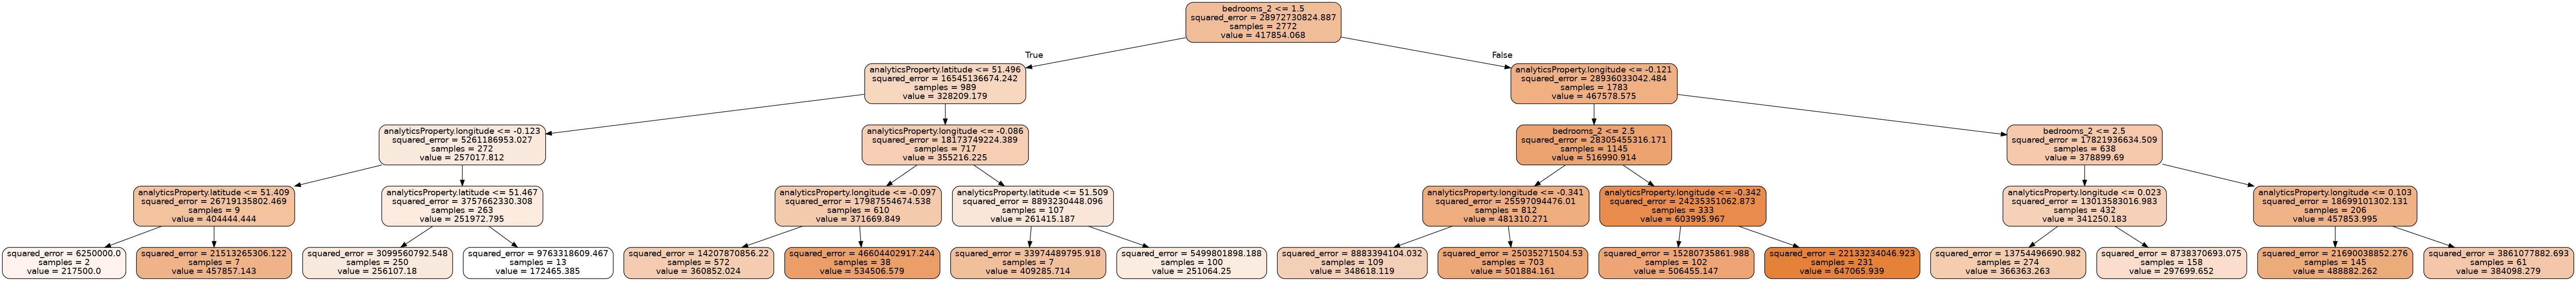 bedrooms_2 <= 1.5
squared_error = 28972730824.887
samples = 2772
value = 417854.068
True
False
analyticsProperty.latitude <= 51.496
squared_error = 16545136674.242
samples = 989
value = 328209.179
analyticsProperty.longitude <= -0.121
squared_error = 28936033042.484
samples = 1783
value = 467578.575
analyticsProperty.longitude <= -0.123
squared_error = 5261186953.027
samples = 272
value = 257017.812
analyticsProperty.longitude <= -0.086
squared_error = 18173749224.389
samples = 717
value = 355216.225
bedrooms_2 <= 2.5
squared_error = 28305455316.171
samples = 1145
value = 516990.914
bedrooms_2 <= 2.5
squared_error = 17821936634.509
samples = 638
value = 378899.69
analyticsProperty.latitude <= 51.409
squared_error = 26719135802.469
samples = 9
value = 404444.444
analyticsProperty.latitude <= 51.467
squared_error = 3757662330.308
samples = 263
value = 251972.795
analyticsProperty.longitude <= -0.097
squared_error = 17987554674.538
samples = 610
value = 371669.849
analyticsProperty.latitude <= 51.509
squared_error = 8893230448.096
samples = 107
value = 261415.187
analyticsProperty.longitude <= -0.341
squared_error = 25597094476.01
samples = 812
value = 481310.271
analyticsProperty.longitude <= -0.342
squared_error = 24235351062.873
samples = 333
value = 603995.967
analyticsProperty.longitude <= 0.023
squared_error = 13013583016.983
samples = 432
value = 341250.183
analyticsProperty.longitude <= 0.103
squared_error = 18699101302.131
samples = 206
value = 457853.995
squared_error = 6250000.0
samples = 2
value = 217500.0
squared_error = 21513265306.122
samples = 7
value = 457857.143
squared_error = 3099560792.548
samples = 250
value = 256107.18
squared_error = 9763318609.467
samples = 13
value = 172465.385
squared_error = 14207870856.22
samples = 572
value = 360852.024
squared_error = 46604402917.244
samples = 38
value = 534506.579
squared_error = 33974489795.918
samples = 7
value = 409285.714
squared_error = 5499801898.188
samples = 100
value = 251064.25
squared_error = 8883394104.032
samples = 109
value = 348618.119
squared_error = 25035271504.53
samples = 703
value = 501884.161
squared_error = 15280735861.988
samples = 102
value = 506455.147
squared_error = 22133234046.923
samples = 231
value = 647065.939
squared_error = 13754496690.982
samples = 274
value = 366363.263
squared_error = 8738370693.075
samples = 158
value = 297699.652
squared_error = 21690038852.276
samples = 145
value = 488882.262
squared_error = 3861077882.693
samples = 61
value = 384098.279